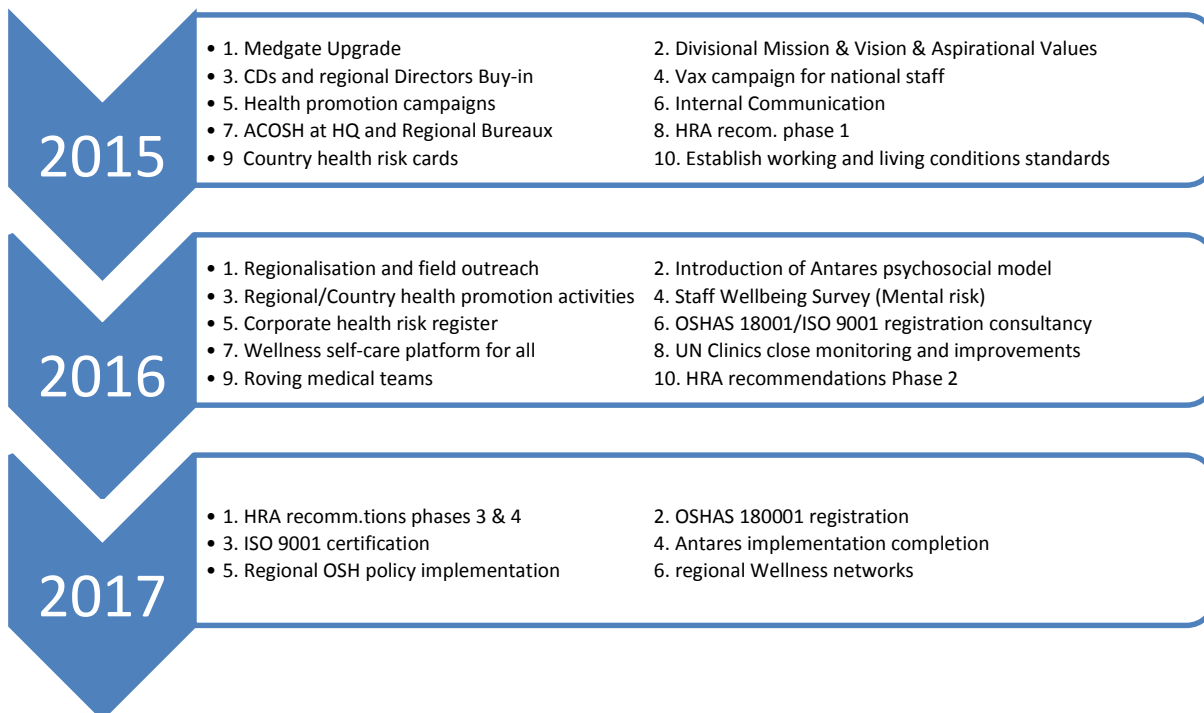 2015
• 1. Medgate Upgrade 2. Divisional Mission & Vision & Aspirational Values
• 3. CDs and regional Directors Buy-in 4. Vax campaign for national staff
• 5. Health promotion campaigns 6. Internal Communication
• 7. ACOSH at HQ and Regional Bureaux 8. HRA recom. phase 1
• 9 Country health risk cards 10. Establish working and living conditions standards
2016
• 1. Regionalisation and field outreach 2. Introduction of Antares psychosocial model
• 3. Regional/Country health promotion activities 4. Staff Wellbeing Survey (Mental risk)
• 5. Corporate health risk register 6. OSHAS 18001/ISO 9001 registration consultancy
• 7. Wellness self-care platform for all 8. UN Clinics close monitoring and improvements
• 9. Roving medical teams 10. HRA recommendations Phase 2
2017
• 1. HRA recomm.tions phases 3 & 4 2. OSHAS 180001 registration
• 3. ISO 9001 certification 4. Antares implementation completion
• 5. Regional OSH policy implementation 6. regional Wellness networks